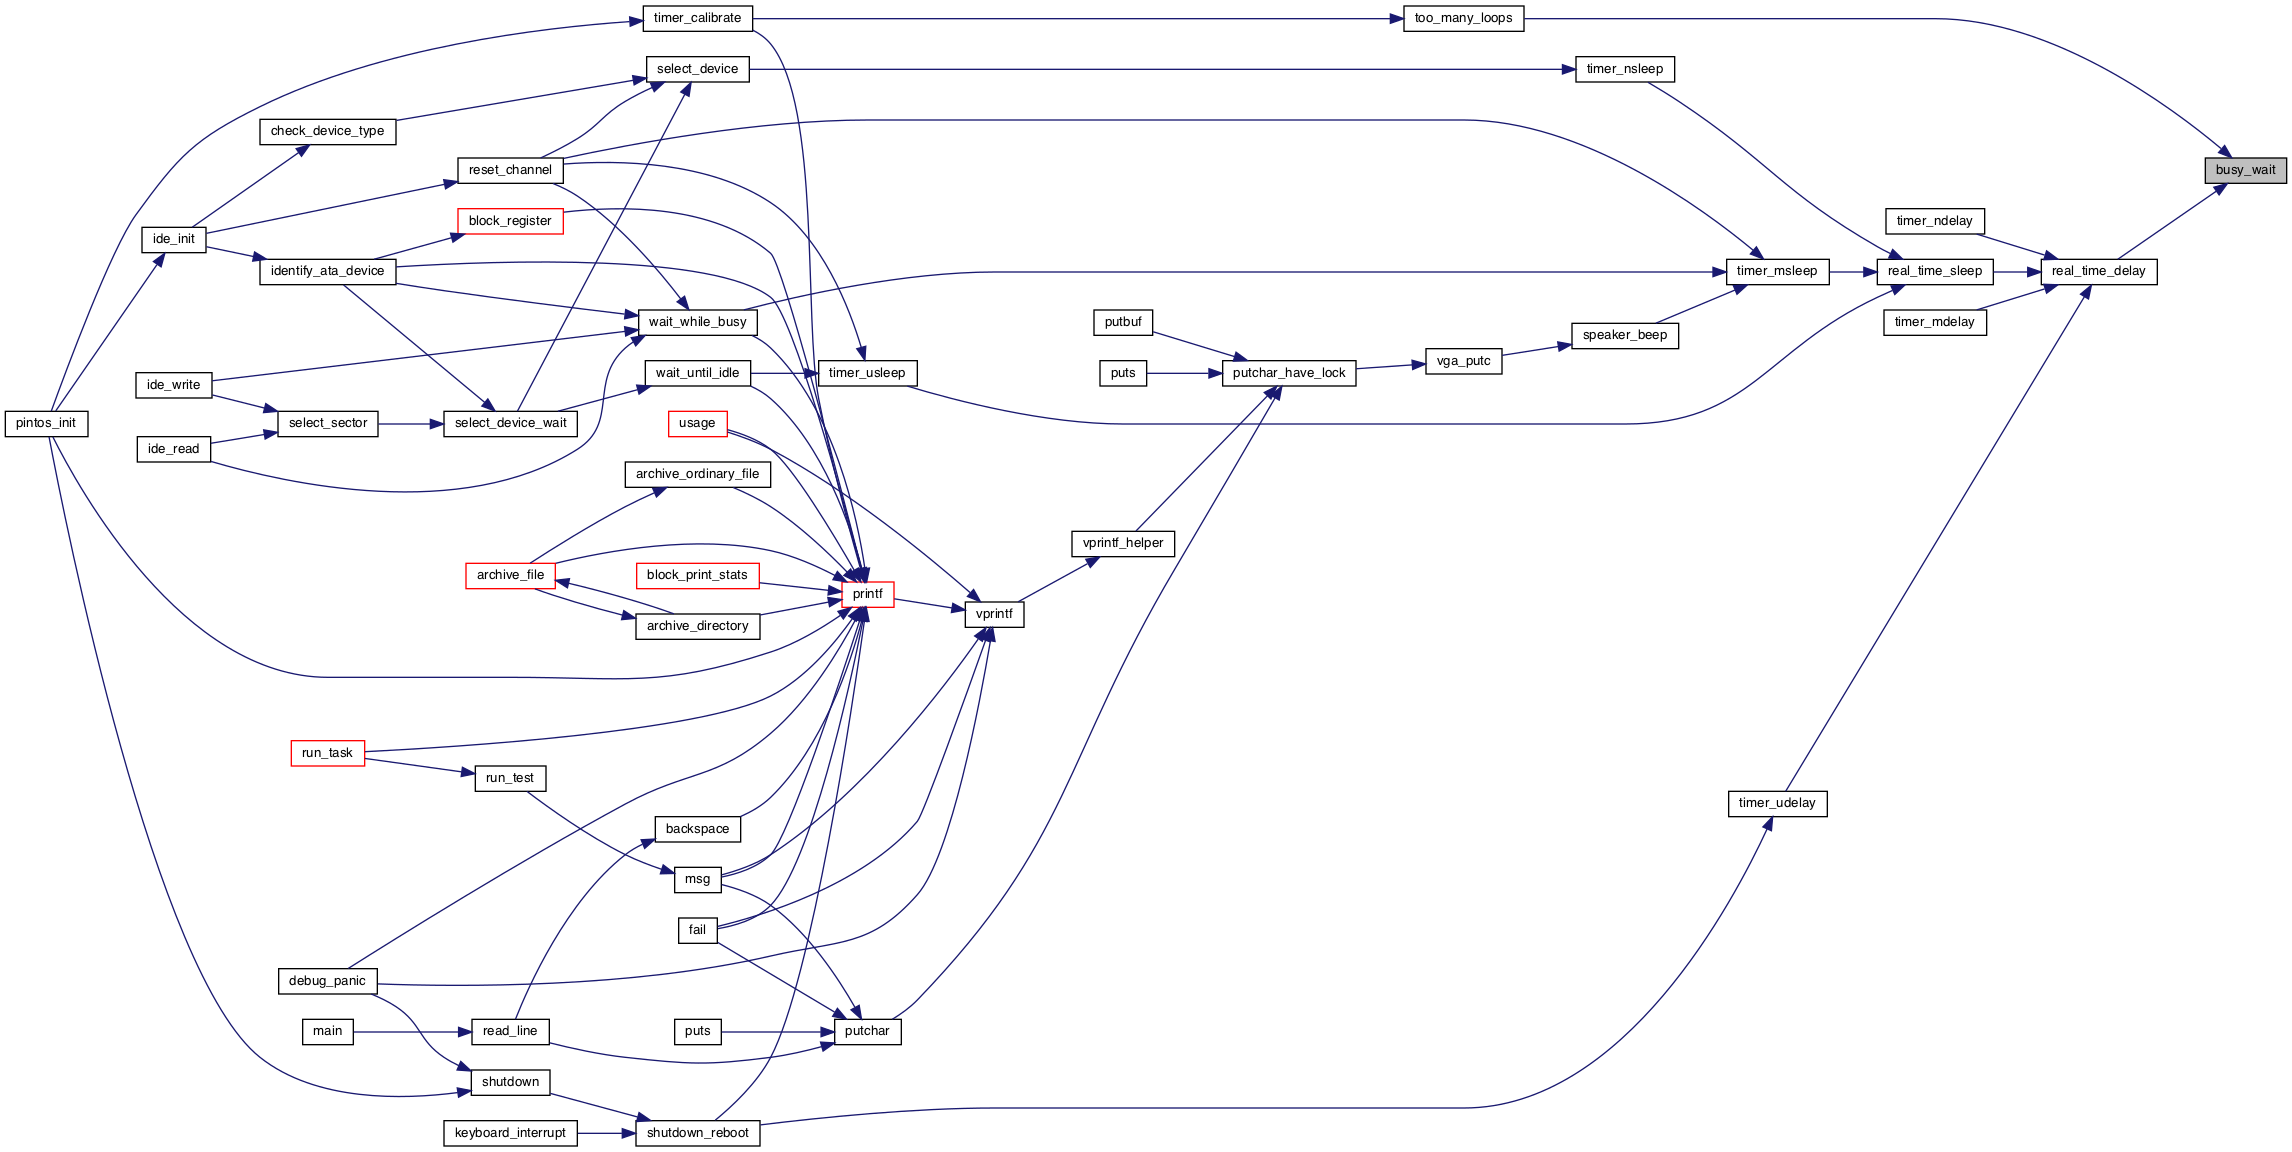 timer_calibrate
too_many_loops
select_device
timer_nsleep
check_device_type
reset_channel
busy_wait
block_register
timer_ndelay
ide_init
identify_ata_device
timer_msleep
real_time_sleep
real_time_delay
wait_while_busy
putbuf
speaker_beep
timer_mdelay
vga_putc
ide_write
wait_until_idle
timer_usleep
puts
putchar_have_lock
pintos_init
select_sector
select_device_wait
usage
ide_read
archive_ordinary_file
vprintf_helper
archive_file
block_print_stats
printf
vprintf
archive_directory
run_task
run_test
timer_udelay
backspace
msg
fail
debug_panic
main
read_line
puts
putchar
shutdown
keyboard_interrupt
shutdown_reboot